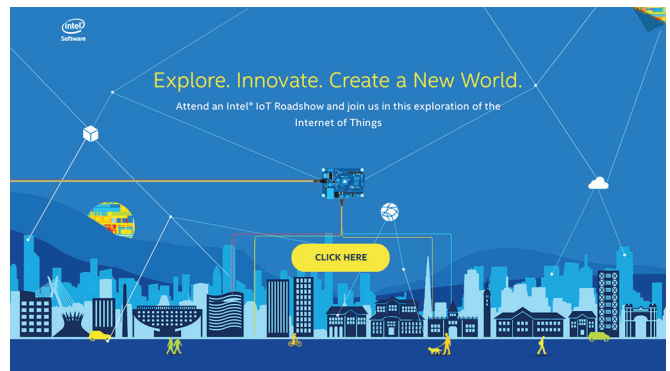 intel
Software
Explore. Innovate. Create a New World.
Attend an Intel® IoT Roadshow and join us in this exploration of the
Internet of Things
CLICK HERE